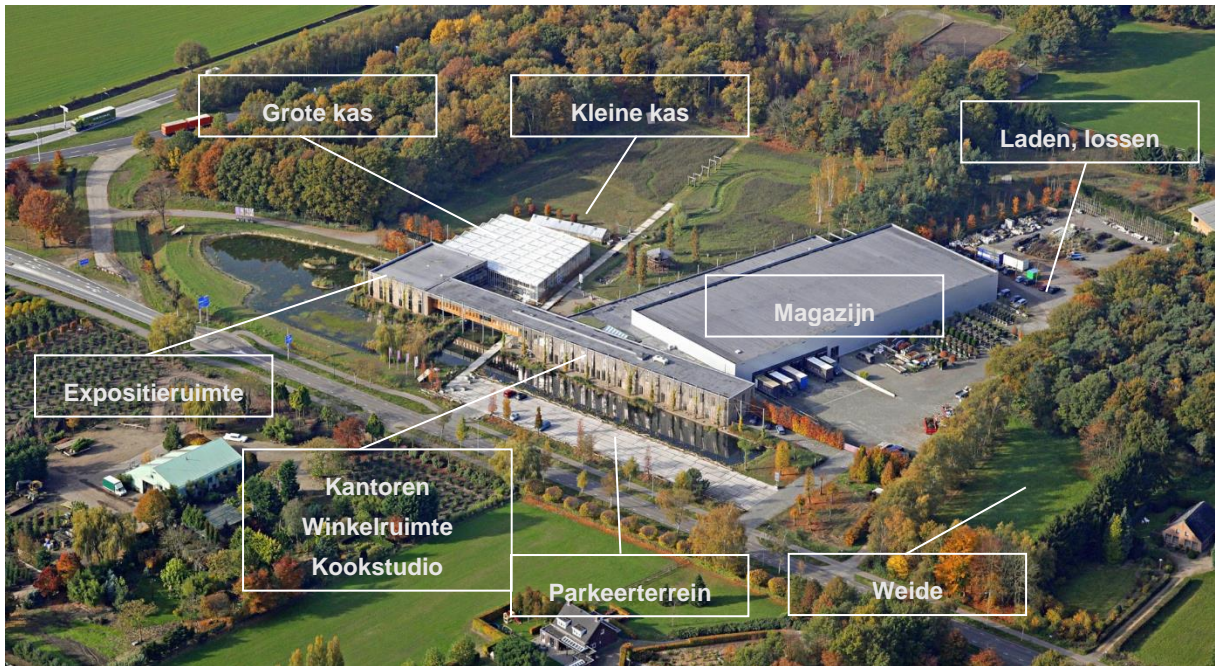 Grote kas
Kleine kas
Laden, lossen
Magazijn
Expositieruimte
Kantoren
Winkelruimte
Kookstudio
Parkeerterrein
Weide